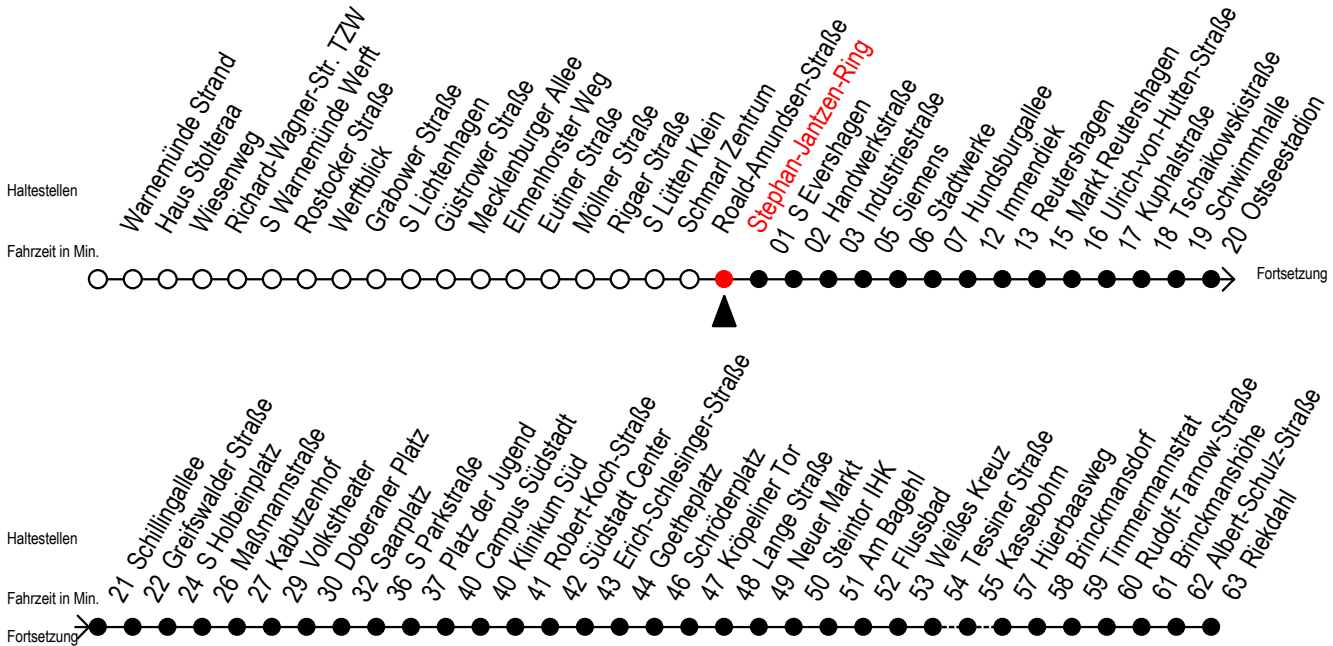 Haltestellen
Warnemünde Strand
Haus Stolteraa
Wiesenweg
Richard-Wagner-Str. TZW
S Warnemünde Werft
Rostocker Straße
Werftblick
Grabower Straße
S Lichtenhagen
Güstrower Straße
Mecklenburger Allee
Elmenhorster Weg
Eutiner Straße
Möllner Straße
Rigaer Straße
S Lütten Klein
Schmarl Zentrum
Roald-Amundsen-Straße
Stephan-Jantzen-Ring
01 S Evershagen
02 Handwerkstraße
03 Industriestraße
05 Siemens
06 Stadtwerke
07 Hundsburgallee
12 Immendiek
13 Reutershagen
15 Markt Reutershagen
16 Ulrich-von-Hutten-Straße
17 Kuphalstraße
18 Tschaikowskistraße
19 Schwimmhalle
20 Ostseestadion
Fahrzeit in Min.
Fortsetzung
Haltestellen
21 Schillingallee
22 Greifswalder Straße
24 S Holbeinplatz
26 Maßmannstraße
27 Kabutzenhof
29 Volkstheater
30 Doberaner Platz
32 Saarplatz
36 S Parkstraße
37 Platz der Jugend
40 Campus Südstadt
40 Klinikum Süd
41 Robert-Koch-Straße
42 Südstadt Center
43 Erich-Schlesinger-Straße
44 Goetheplatz
46 Schröderplatz
47 Kröpeliner Tor
48 Lange Straße
49 Neuer Markt
50 Steintor IHK
51 Am Bagehl
52 Flussbad
53 Weißes Kreuz
54 Tessiner Straße
55 Kassebohm
57 Hüerbaasweg
58 Brinckmansdorf
59 Timmermannstrat
60 Rudolf-Tarnow-Straße
61 Brinckmanshöhe
62 Albert-Schulz-Straße
63 Riekdahl
Fahrzeit in Min.
Fortsetzung